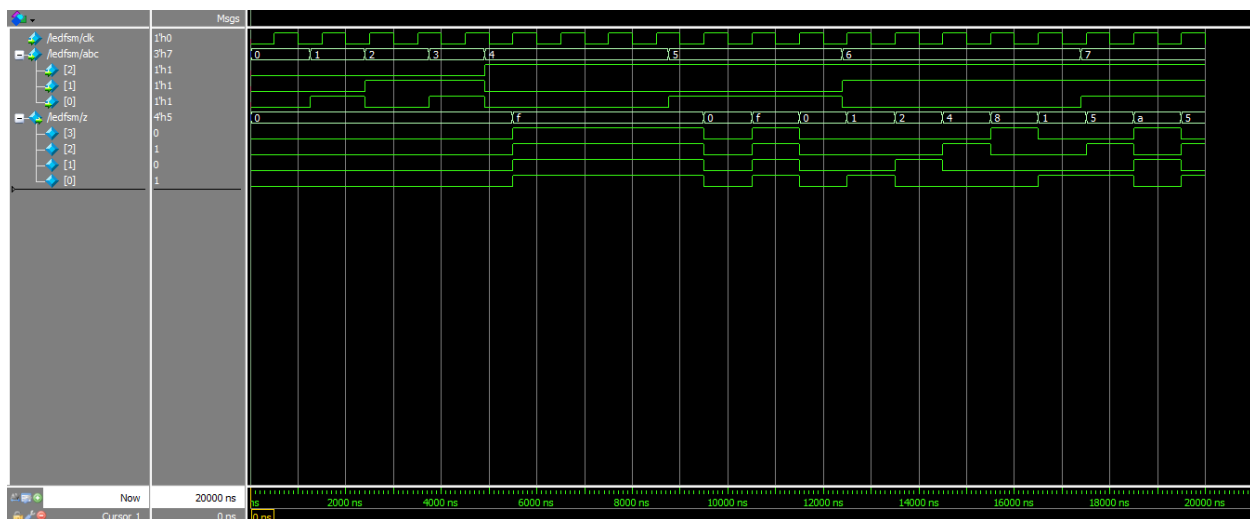 Msgs
/ledfsm/clk 1'h0
/ledfsm/abc 3'h7 0 1 2 3 4 5 6 7
[2] 1'h1
[1] 1'h1
[0] 1'h1
/ledfsm/z 4'h5 0 f 0 f 0 1 2 4 8 1 5 a 5
[3] 0
[2] 1
[1] 0
[0] 1
Now 20000 ns ns 2000 ns 4000 ns 6000 ns 8000 ns 10000 ns 12000 ns 14000 ns 16000 ns 18000 ns 20000 ns
Cursor 1 0 ns 0 ns